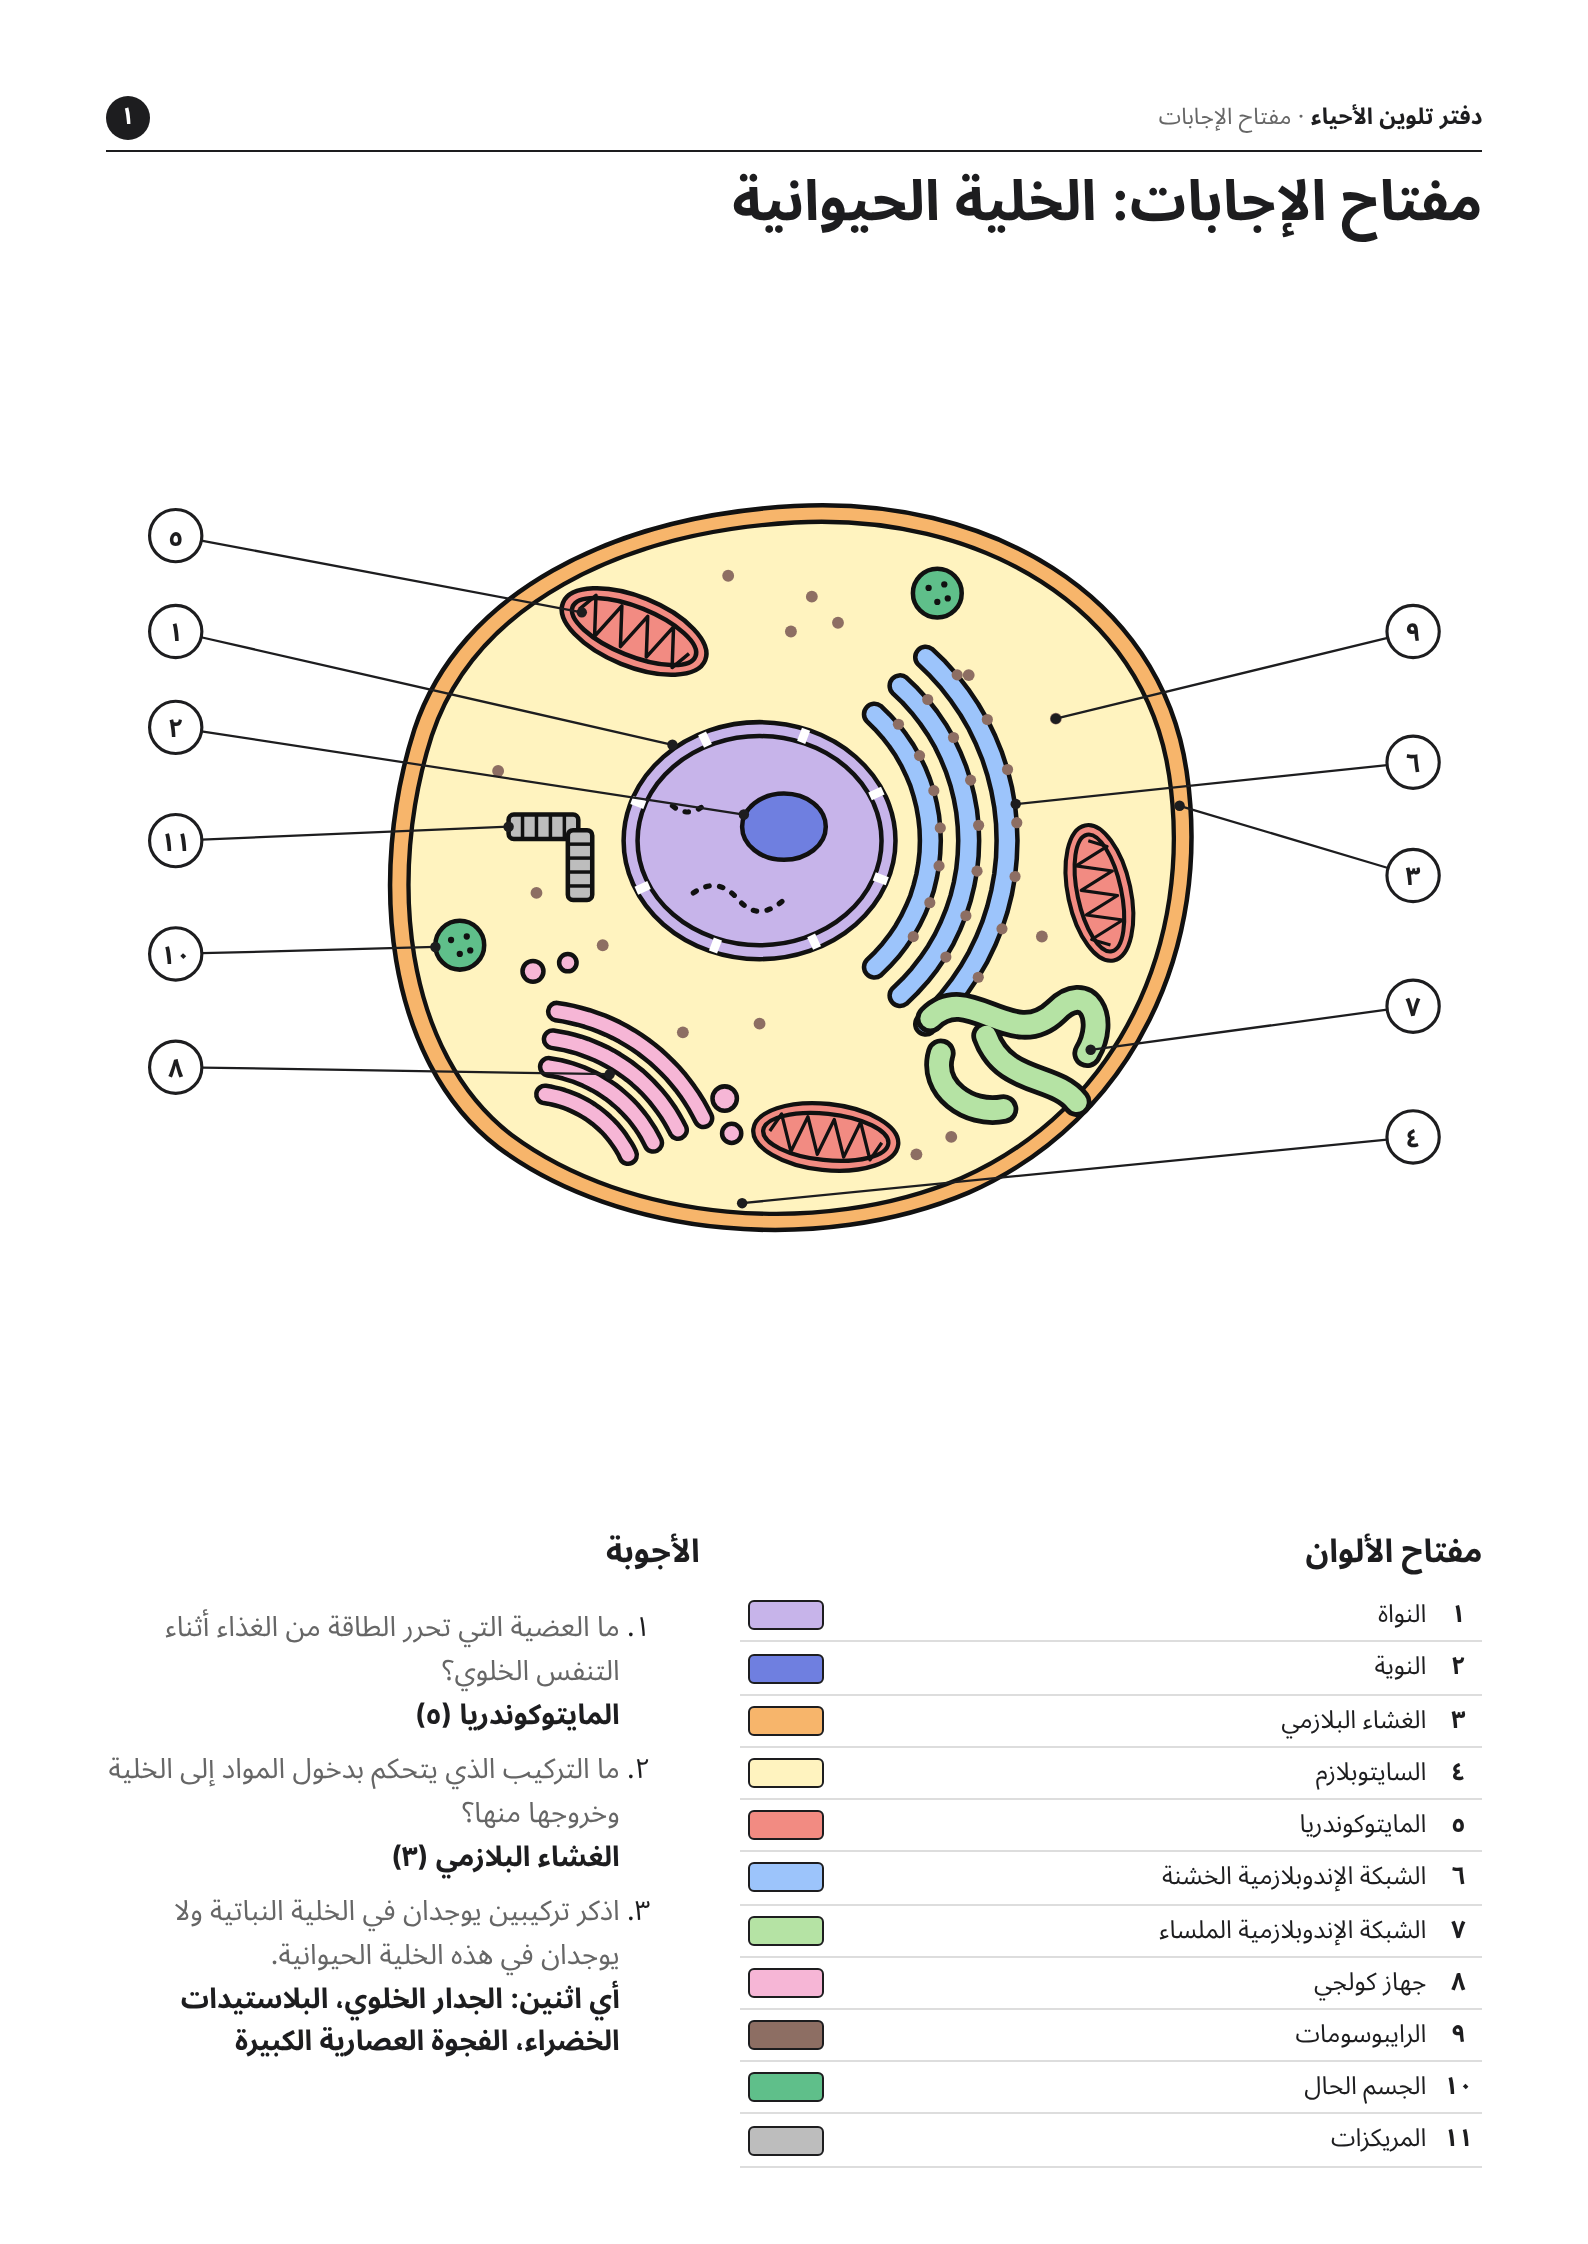 دفتر تلوين الأحياء · مفتاح الإجابات
١
مفتاح الإجابات: الخلية الحيوانية
٥
١
٢
١١
١٠
٨
٩
٦
٣
٧
٤
مفتاح الألوان
١ النواة
٢ النوية
٣ الغشاء البلازمي
٤ السايتوبلازم
٥ المايتوكوندريا
٦ الشبكة الإندوبلازمية الخشنة
٧ الشبكة الإندوبلازمية الملساء
٨ جهاز كولجي
٩ الرايبوسومات
١٠ الجسم الحال
١١ المريكزات
الأجوبة
١. ما العضية التي تحرر الطاقة من الغذاء أثناء
التنفس الخلوي؟
المايتوكوندريا (٥)
٢. ما التركيب الذي يتحكم بدخول المواد إلى الخلية
وخروجها منها؟
الغشاء البلازمي (٣)
٣. اذكر تركيبين يوجدان في الخلية النباتية ولا
يوجدان في هذه الخلية الحيوانية.
أي اثنين: الجدار الخلوي، البلاستيدات
الخضراء، الفجوة العصارية الكبيرة